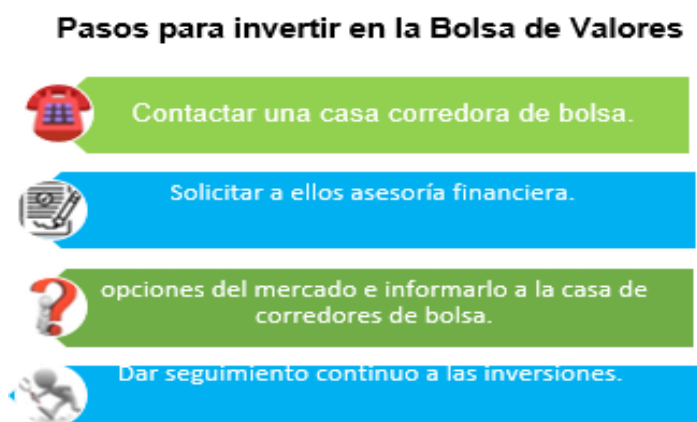 Pasos para invertir en la Bolsa de Valores
Contactar una casa corredora de bolsa.
Solicitar a ellos asesoría financiera.
opciones del mercado e informarlo a la casa de
corredores de bolsa.
Dar seguimiento continuo a las inversiones.